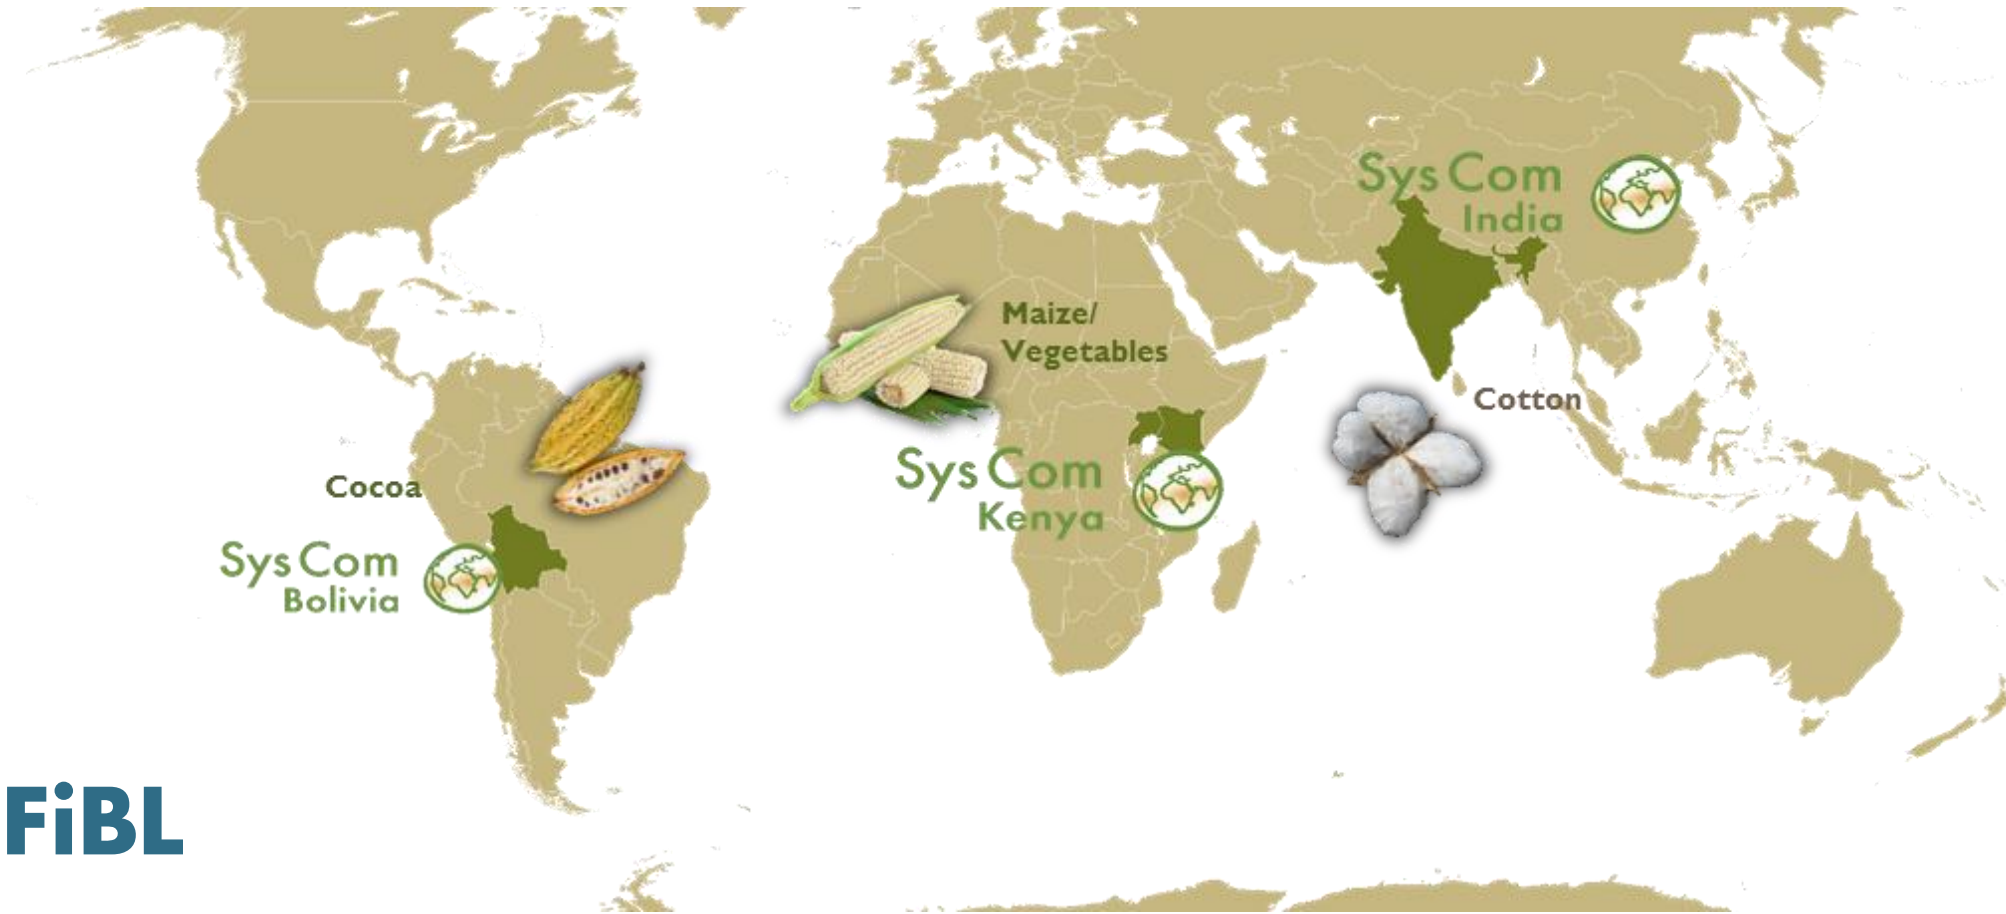 Sys Com
India
Maize/
Vegetables
Cotton
Sys Com
Kenya
Cocoa
Sys Com
Bolivia
FiBL